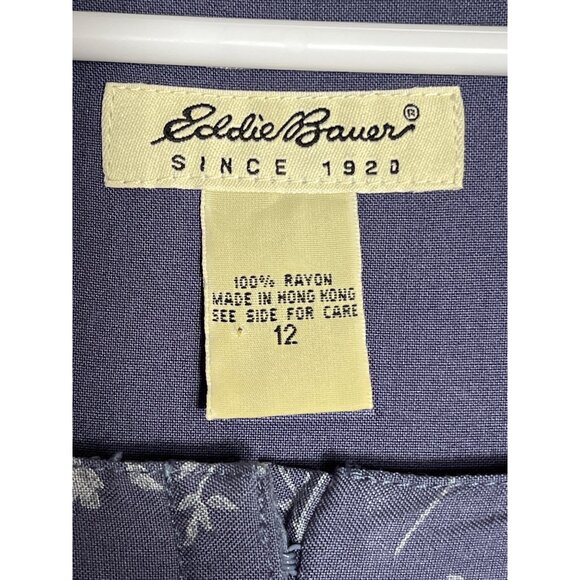 Eddie Bauer®
SINCE 1920
100% RAYON
MADE IN HONG KONG
SEE SIDE FOR CARE
12